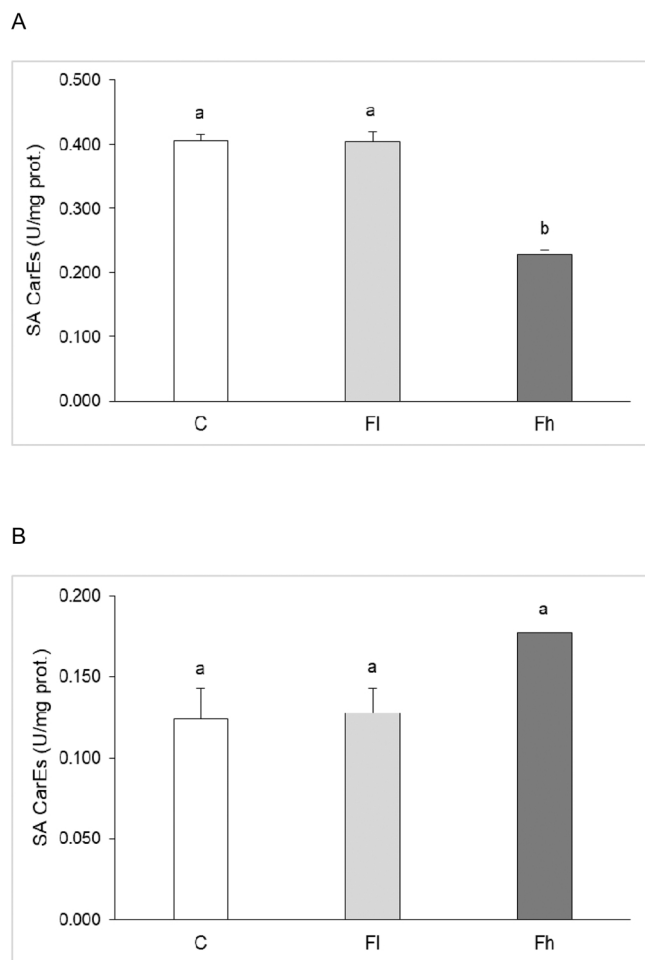 A
0.500
a
a
0.400
0.300
b
0.200
0.100
0.000
SA CarEs (U/mg prot.)
C
Fl
Fh
B
0.200
a
a
a
0.150
0.100
0.050
0.000
SA CarEs (U/mg prot.)
C
Fl
Fh